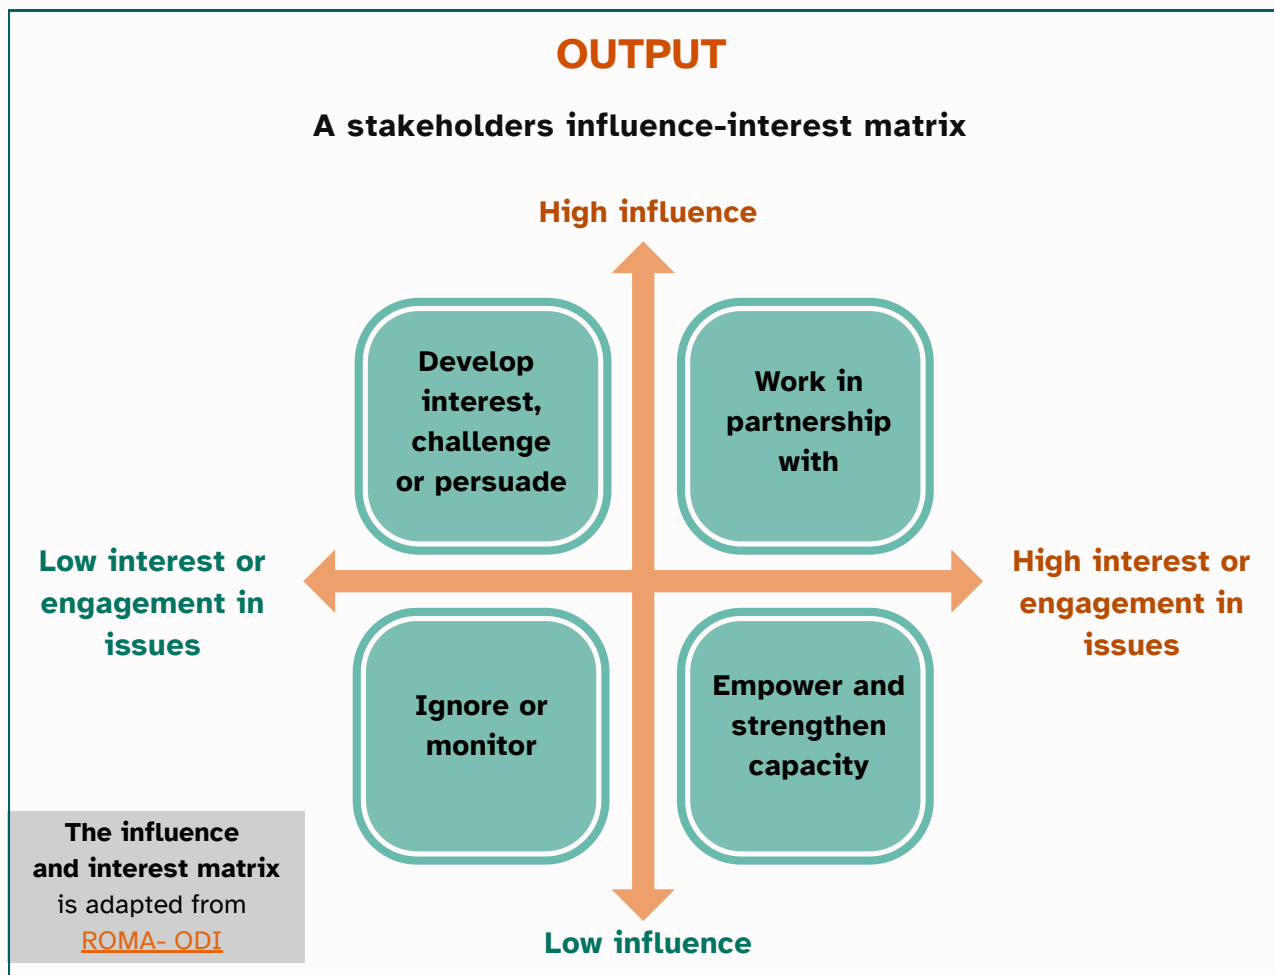 OUTPUT
A stakeholders influence-interest matrix
High influence
Develop
interest,
challenge
or persuade
Work in
partnership
with
Low interest or
engagement in
issues
High interest or
engagement in
issues
Ignore or
monitor
Empower and
strengthen
capacity
The influence
and interest matrix
is adapted from
ROMA- ODI
Low influence